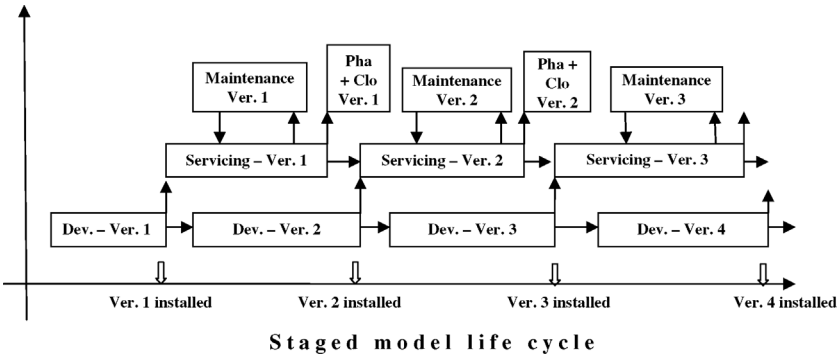 Maintenance
Ver. 1
Pha
+ Clo
Ver. 1
Maintenance
Ver. 2
Pha +
Clo
Ver. 2
Maintenance
Ver. 3
Servicing – Ver. 1
Servicing – Ver. 2
Servicing – Ver. 3
Dev. – Ver. 1
Dev. – Ver. 2
Dev. – Ver. 3
Dev. – Ver. 4
Ver. 1 installed
Ver. 2 installed
Ver. 3 installed
Ver. 4 installed
Staged model life cycle